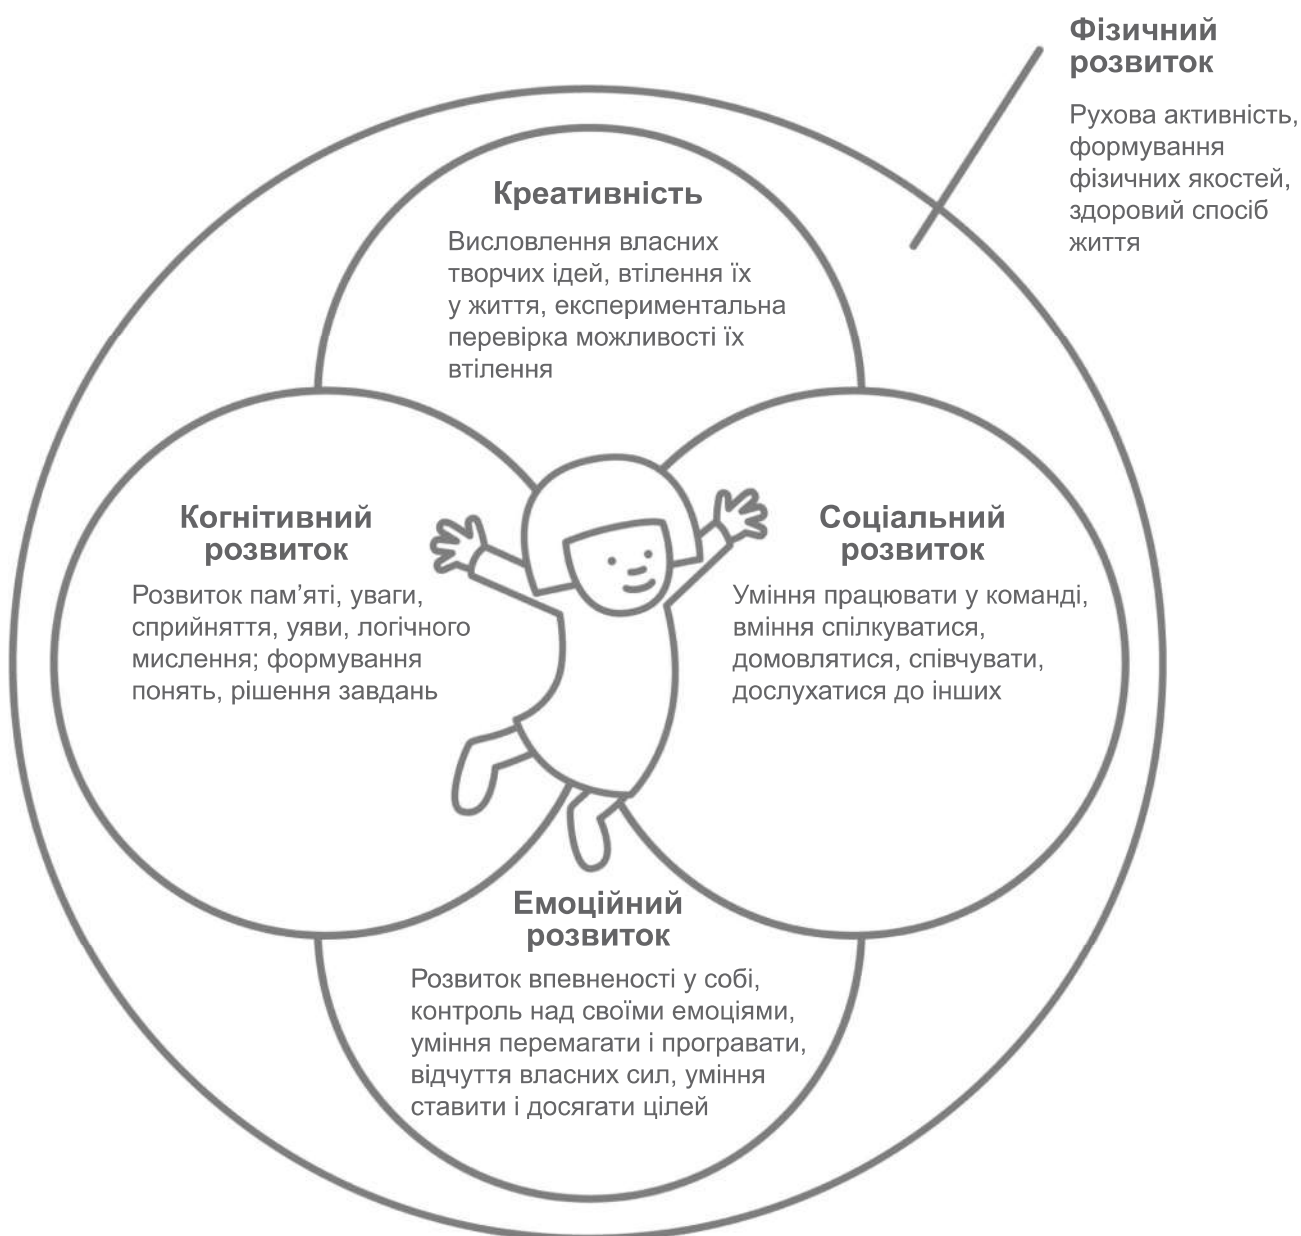 Фізичний
розвиток
Рухова активність,
формування
фізичних якостей,
здоровий спосіб
життя
Креативність
Висловлення власних
творчих ідей, втілення їх
у життя, експериментальна
перевірка можливості їх
втілення
Когнітивний
розвиток
Розвиток пам’яті, уваги,
сприйняття, уяви, логічного
мислення; формування
понять, рішення завдань
Соціальний
розвиток
Уміння працювати у команді,
вміння спілкуватися,
домовлятися, співчувати,
дослухатися до інших
Емоційний
розвиток
Розвиток впевненості у собі,
контроль над своїми емоціями,
уміння перемагати і програвати,
відчуття власних сил, уміння
ставити і досягати цілей